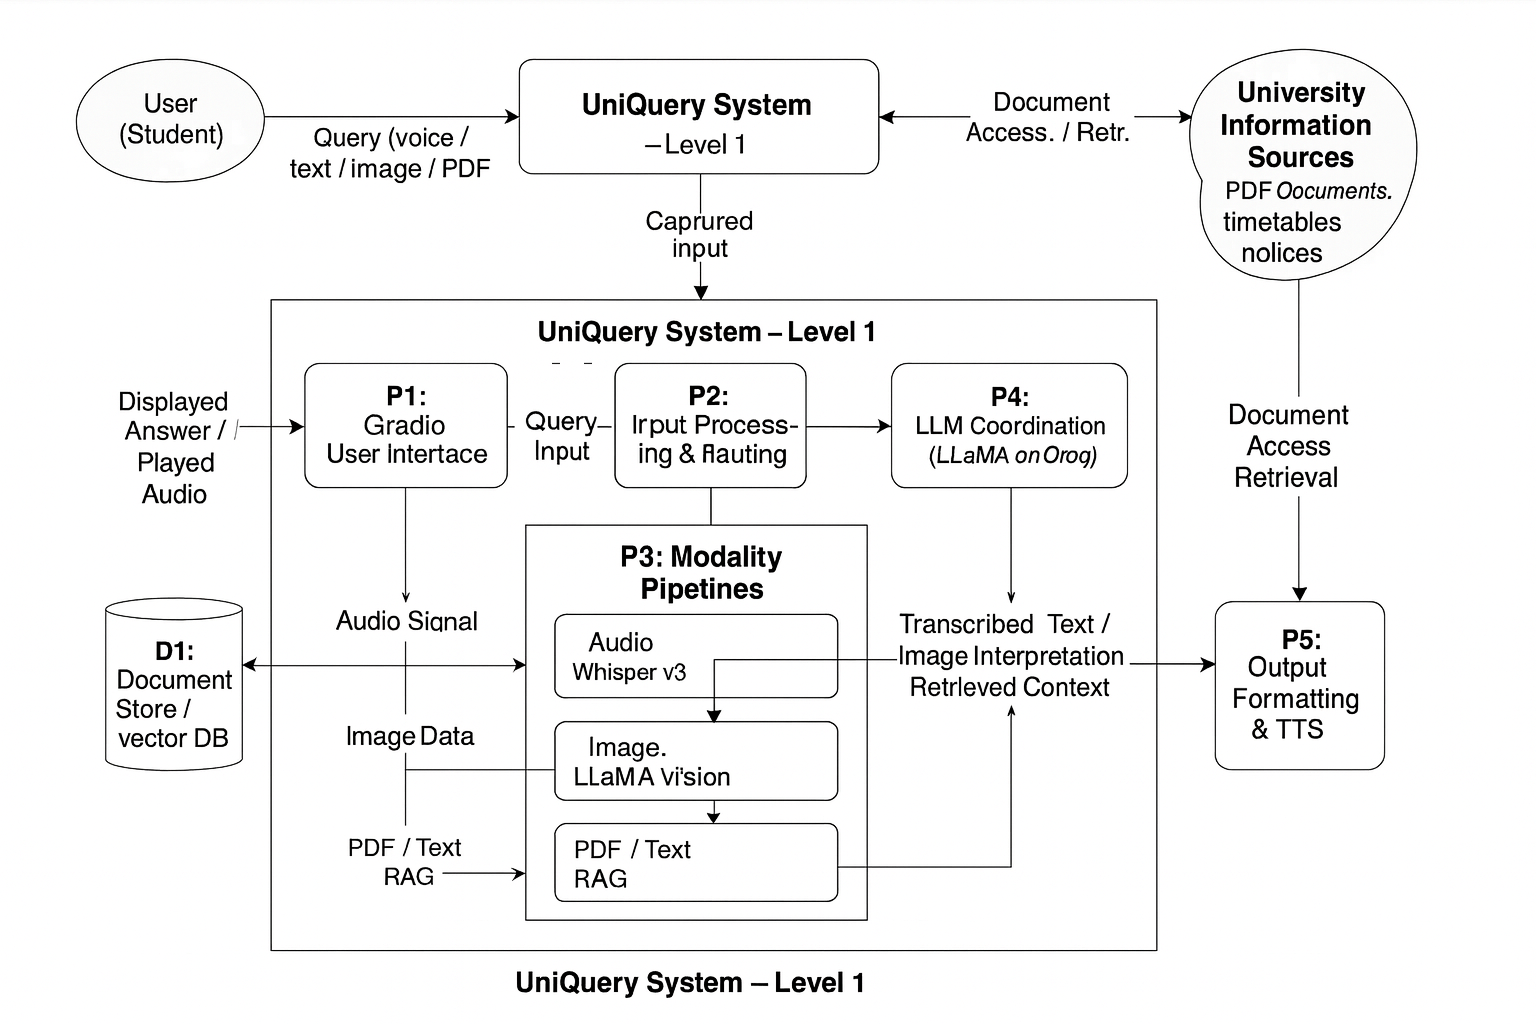 User
(Student)
Query (voice /
text / image / PDF
UniQuery System
– Level 1
Document
Access. / Retr.
University
Information
Sources
PDF Oocuments.
timetables
nolices
Caprured
input
UniQuery System – Level 1
Displayed
Answer / /
Played
Audio
P1:
Gradio
User Intertace
Query
Input
P2:
Irput Process-
ing & Rauting
P4:
LLM Coordination
(LLaMA on Oroq)
Document
Access
Retrieval
P3: Modality
Pipetines
Audio Signal
Audio
Whisper v3
Transcribed Text /
Image Interpretation
Retrleved Context
D1:
Document
Store /
vector DB
P5:
Output
Formatting
& TTS
Image Data
Image.
LLaMA Vi'sion
PDF / Text
RAG
PDF / Text
RAG
UniQuery System – Level 1